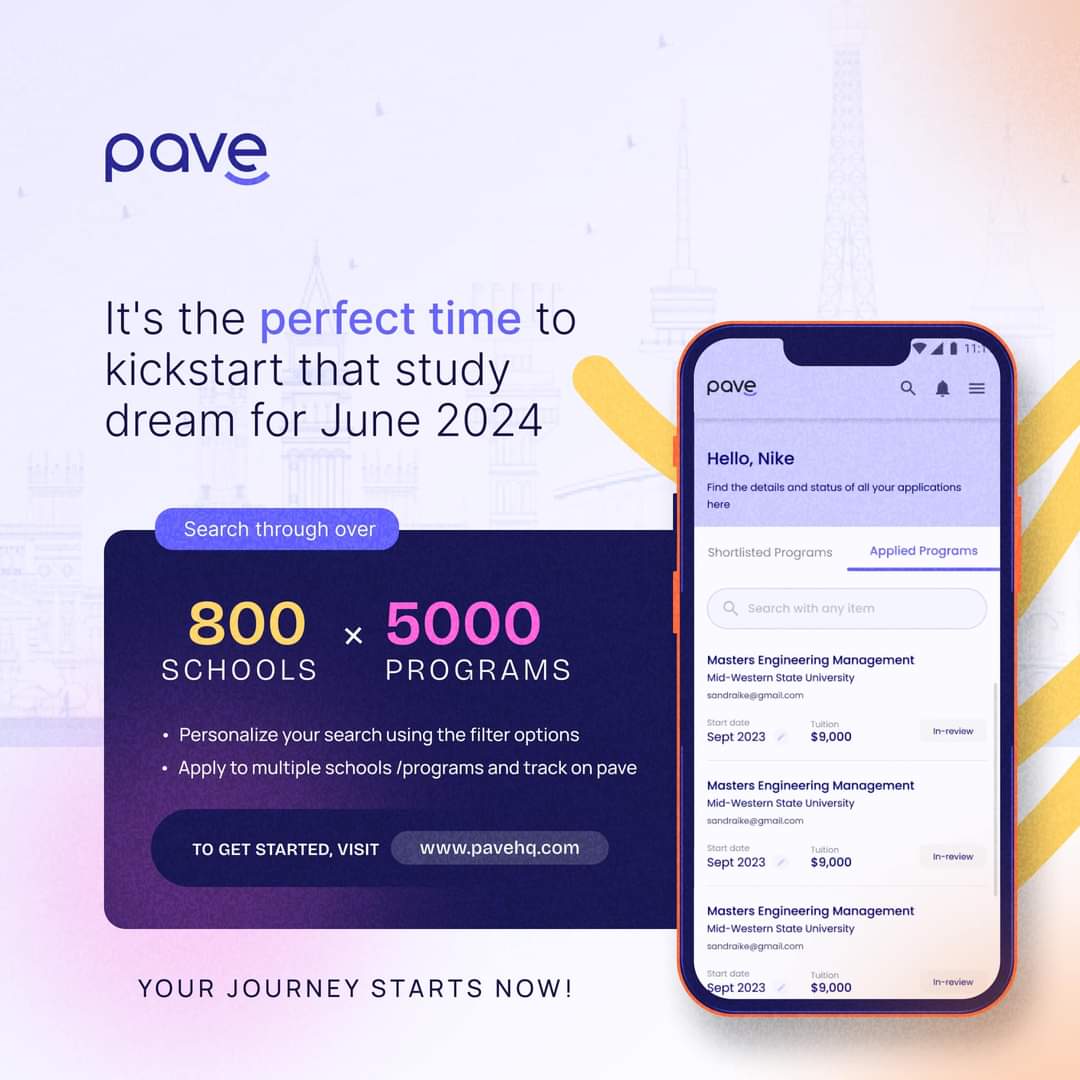 pave
It's the perfect time to
kickstart that study
dream for June 2024
Search through over
800 × 5000
SCHOOLS PROGRAMS
• Personalize your search using the filter options
• Apply to multiple schools /programs and track on pave
TO GET STARTED, VISIT www.pavehq.com
YOUR JOURNEY STARTS NOW!
pave
Hello, Nike
Find the details and status of all your applications
here
Shortlisted Programs Applied Programs
Search with any item
Masters Engineering Management
Mid-Western State University
sandraike@gmail.com
Start date Tuition
Sept 2023 $9,000 In-review
Masters Engineering Management
Mid-Western State University
sandraike@gmail.com
Start date Tuition
Sept 2023 $9,000 In-review
Masters Engineering Management
Mid-Western State University
sandraike@gmail.com
Start date Tuition
Sept 2023 $9,000 In-review